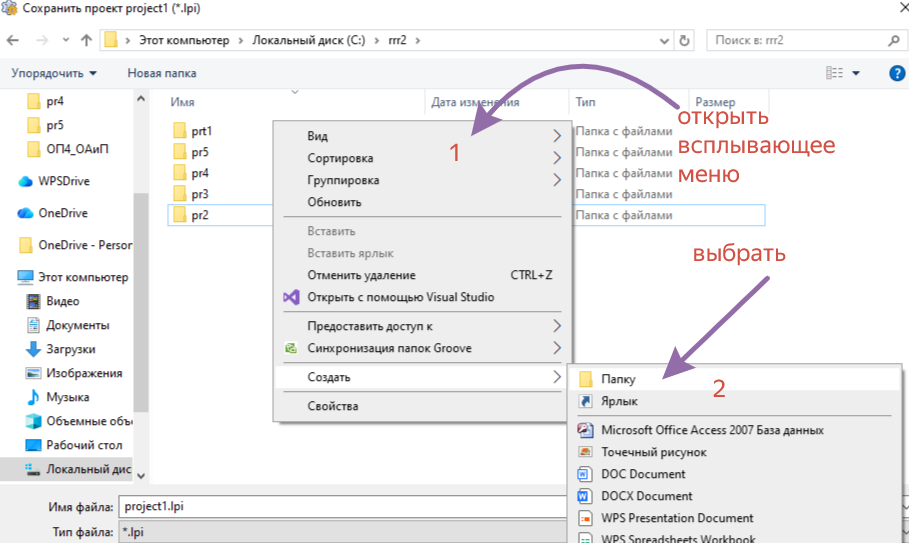 Сохранить проект project1 (*.lpi)
Этот компьютер > Локальный диск (C:) > rrr2 >
Поиск в: rrr2
Упорядочить Новая папка
?
Имя Дата изменения Тип Размер
pr4
pr5
ОП4_ОАиП
WPSDrive
OneDrive
OneDrive - Person
Этот компьютер
Видео
Документы
Загрузки
Изображения
Музыка
Объемные объ
Рабочий стол
Локальный дис
prt1 Папка с файлами
pr5 Папка с файлами
pr4 Папка с файлами
pr3 Папка с файлами
pr2 Папка с файлами
Вид
Сортировка
Группировка
Обновить
Вставить
Вставить ярлык
Отменить удаление CTRL+Z
Открыть с помощью Visual Studio
Предоставить доступ к
Синхронизация папок Groove
Создать
Свойства
1
открыть
всплывающее
меню
выбрать
2
Папку
Ярлык
Microsoft Office Access 2007 База данных
Точечный рисунок
DOC Document
DOCX Document
WPS Presentation Document
WPS Spreadsheets Workbook
Имя файла: project1.lpi
Тип файла: *.lpi